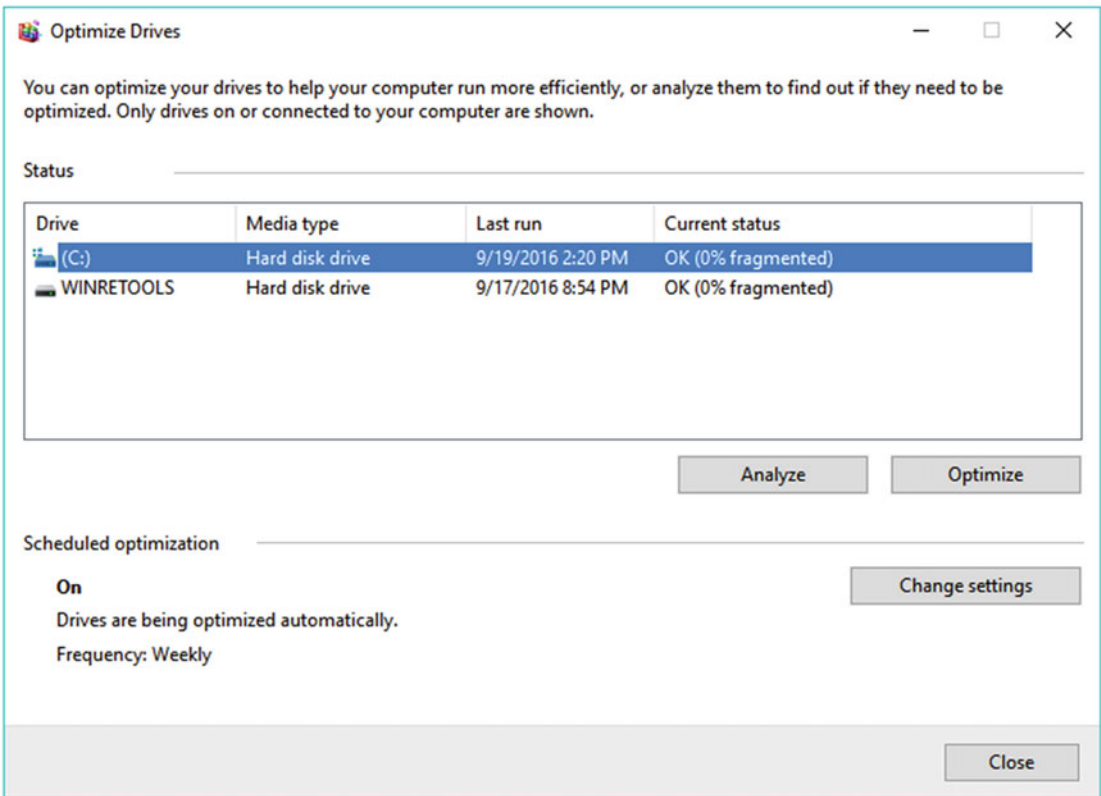 Optimize Drives
You can optimize your drives to help your computer run more efficiently, or analyze them to find out if they need to be
optimized. Only drives on or connected to your computer are shown.
Status
Drive Media type Last run Current status
(C:) Hard disk drive 9/19/2016 2:20 PM OK (0% fragmented)
WINRETOOLS Hard disk drive 9/17/2016 8:54 PM OK (0% fragmented)
Analyze Optimize
Scheduled optimization
On
Change settings
Drives are being optimized automatically.
Frequency: Weekly
Close